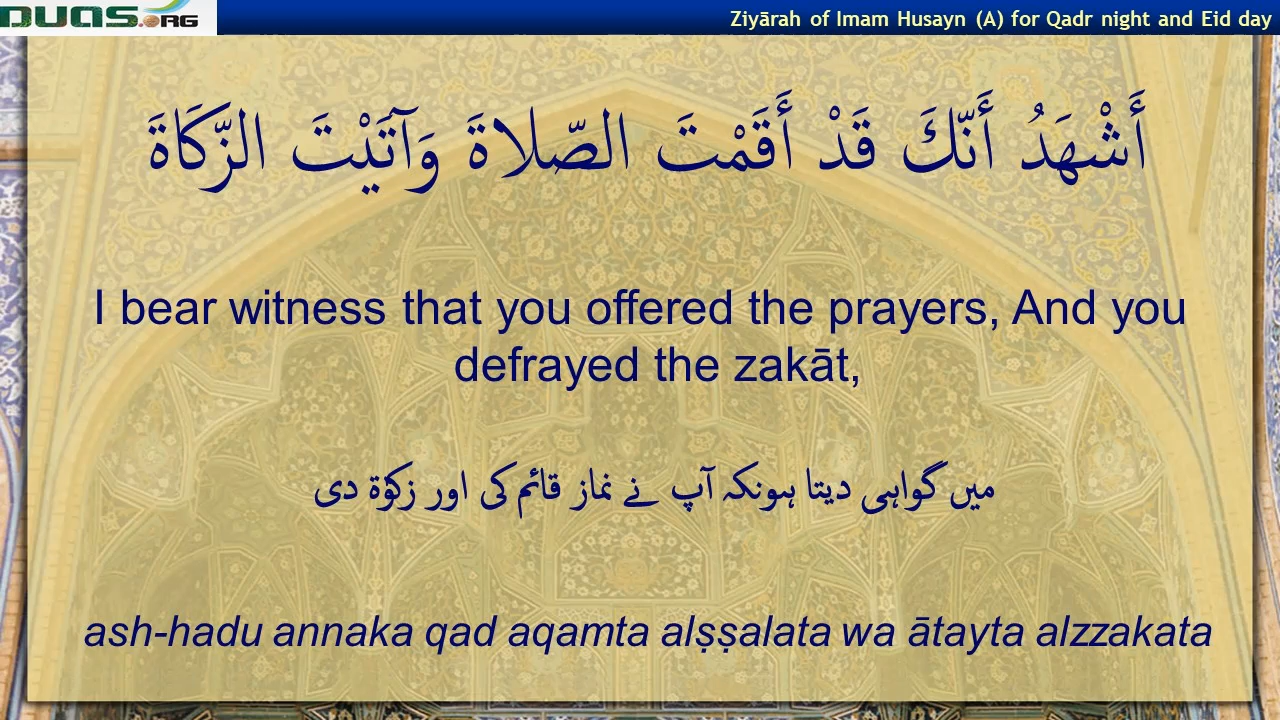 DUAS.ORG
Ziyārah of Imam Husayn (A) for Qadr night and Eid day
أَشْهَدُ أَنَّكَ قَدْ أَقَمْتَ الصَّلاةَ وَآتَيْتَ الزَّكَاةَ
I bear witness that you offered the prayers, And you
defrayed the zakāt,
میں گواہی دیتا ہونکہ آپ نے نماز قائم کی اور زکوٰۃ دی
ash-hadu annaka qad aqamta alṣṣalata wa ātayta alzzakata